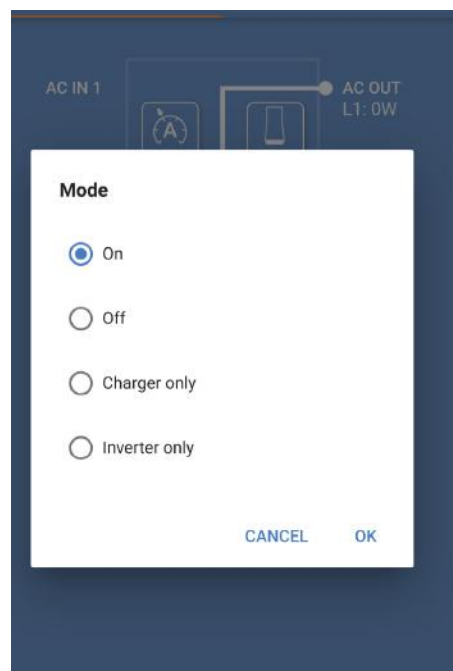 AC IN 1
AC OUT
L1: 0W
A
Mode
On
Off
Charger only
Inverter only
CANCEL
OK